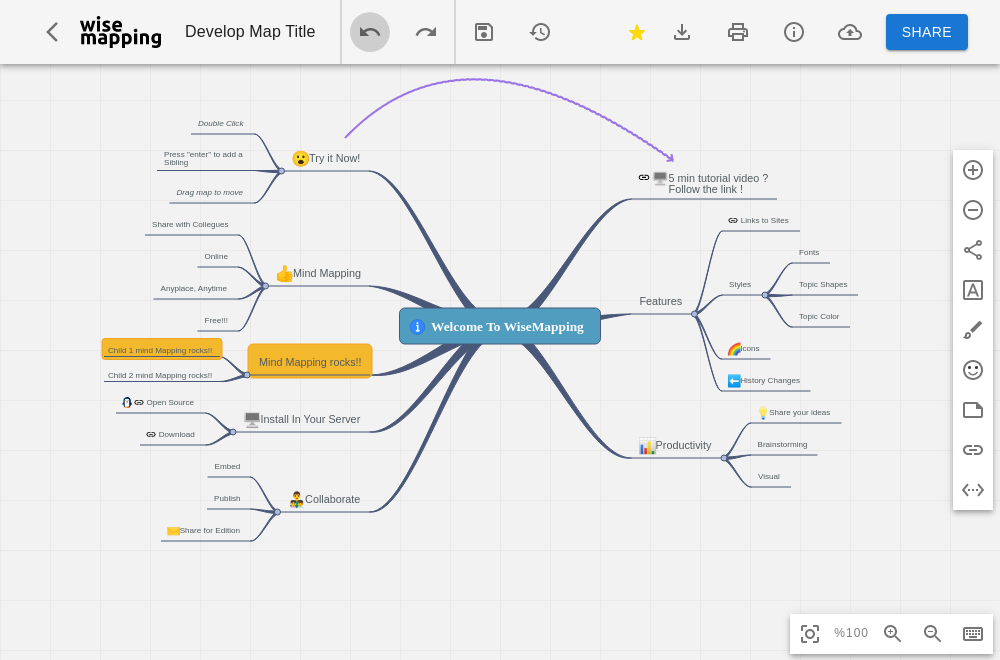 wise
mapping
Develop Map Title
SHARE
Double Click
Press "enter" to add a
Sibling
Drag map to move
Try it Now!
5 min tutorial video ?
Follow the link !
Share with Collegues
Online
Anyplace, Anytime
Free!!!
Mind Mapping
Links to Sites
Fonts
Styles
Topic Shapes
Topic Color
Features
Icons
History Changes
Welcome To WiseMapping
Child 1 mind Mapping rocks!!
Child 2 mind Mapping rocks!!
Mind Mapping rocks!!
Open Source
Download
Install In Your Server
Share your ideas
Brainstorming
Visual
Productivity
Embed
Publish
Share for Edition
Collaborate
%100